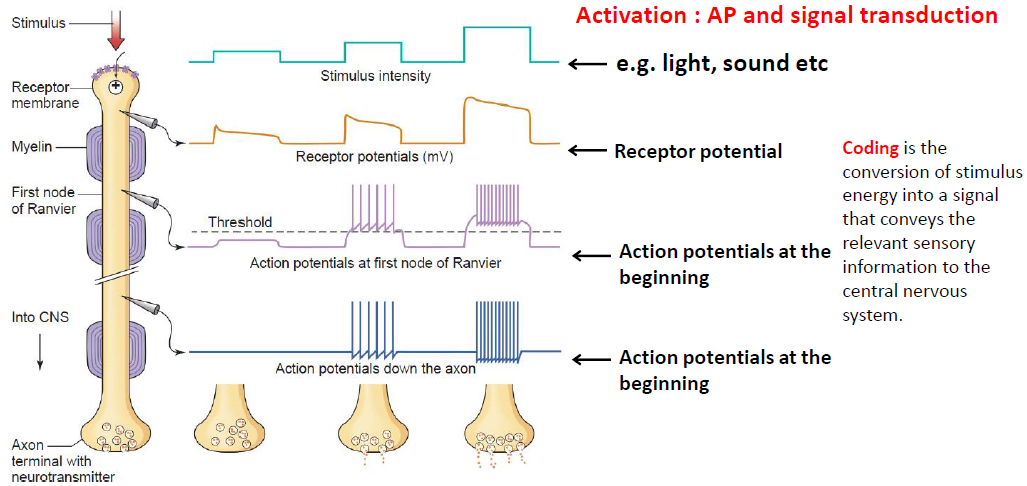 Activation : AP and signal transduction
Stimulus
Stimulus intensity
e.g. light, sound etc
Receptor
membrane
Receptor potentials (mV)
Receptor potential
Myelin
Coding is the
conversion of stimulus
energy into a signal
that conveys the
relevant sensory
information to the
central nervous
system.
First node
of Ranvier
Threshold
Action potentials at first node of Ranvier
Action potentials at the
beginning
Into CNS
Action potentials down the axon
Action potentials at the
beginning
Axon
terminal with
neurotransmitter